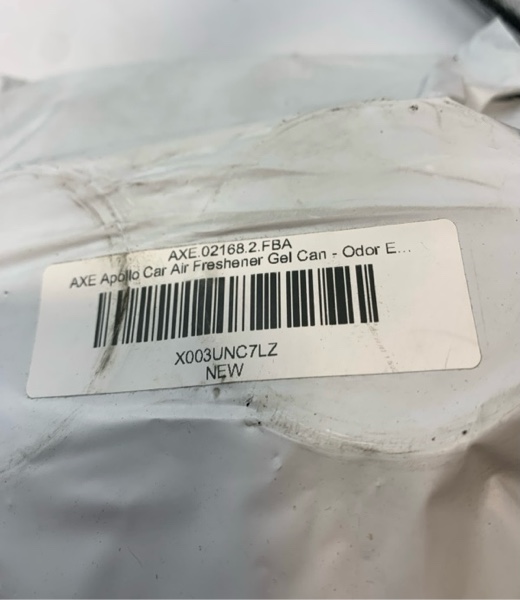 AXE.02168.2.FBA
AXE Apollo Car Air Freshener Gel Can - Odor E...
X003UNC7LZ
NEW